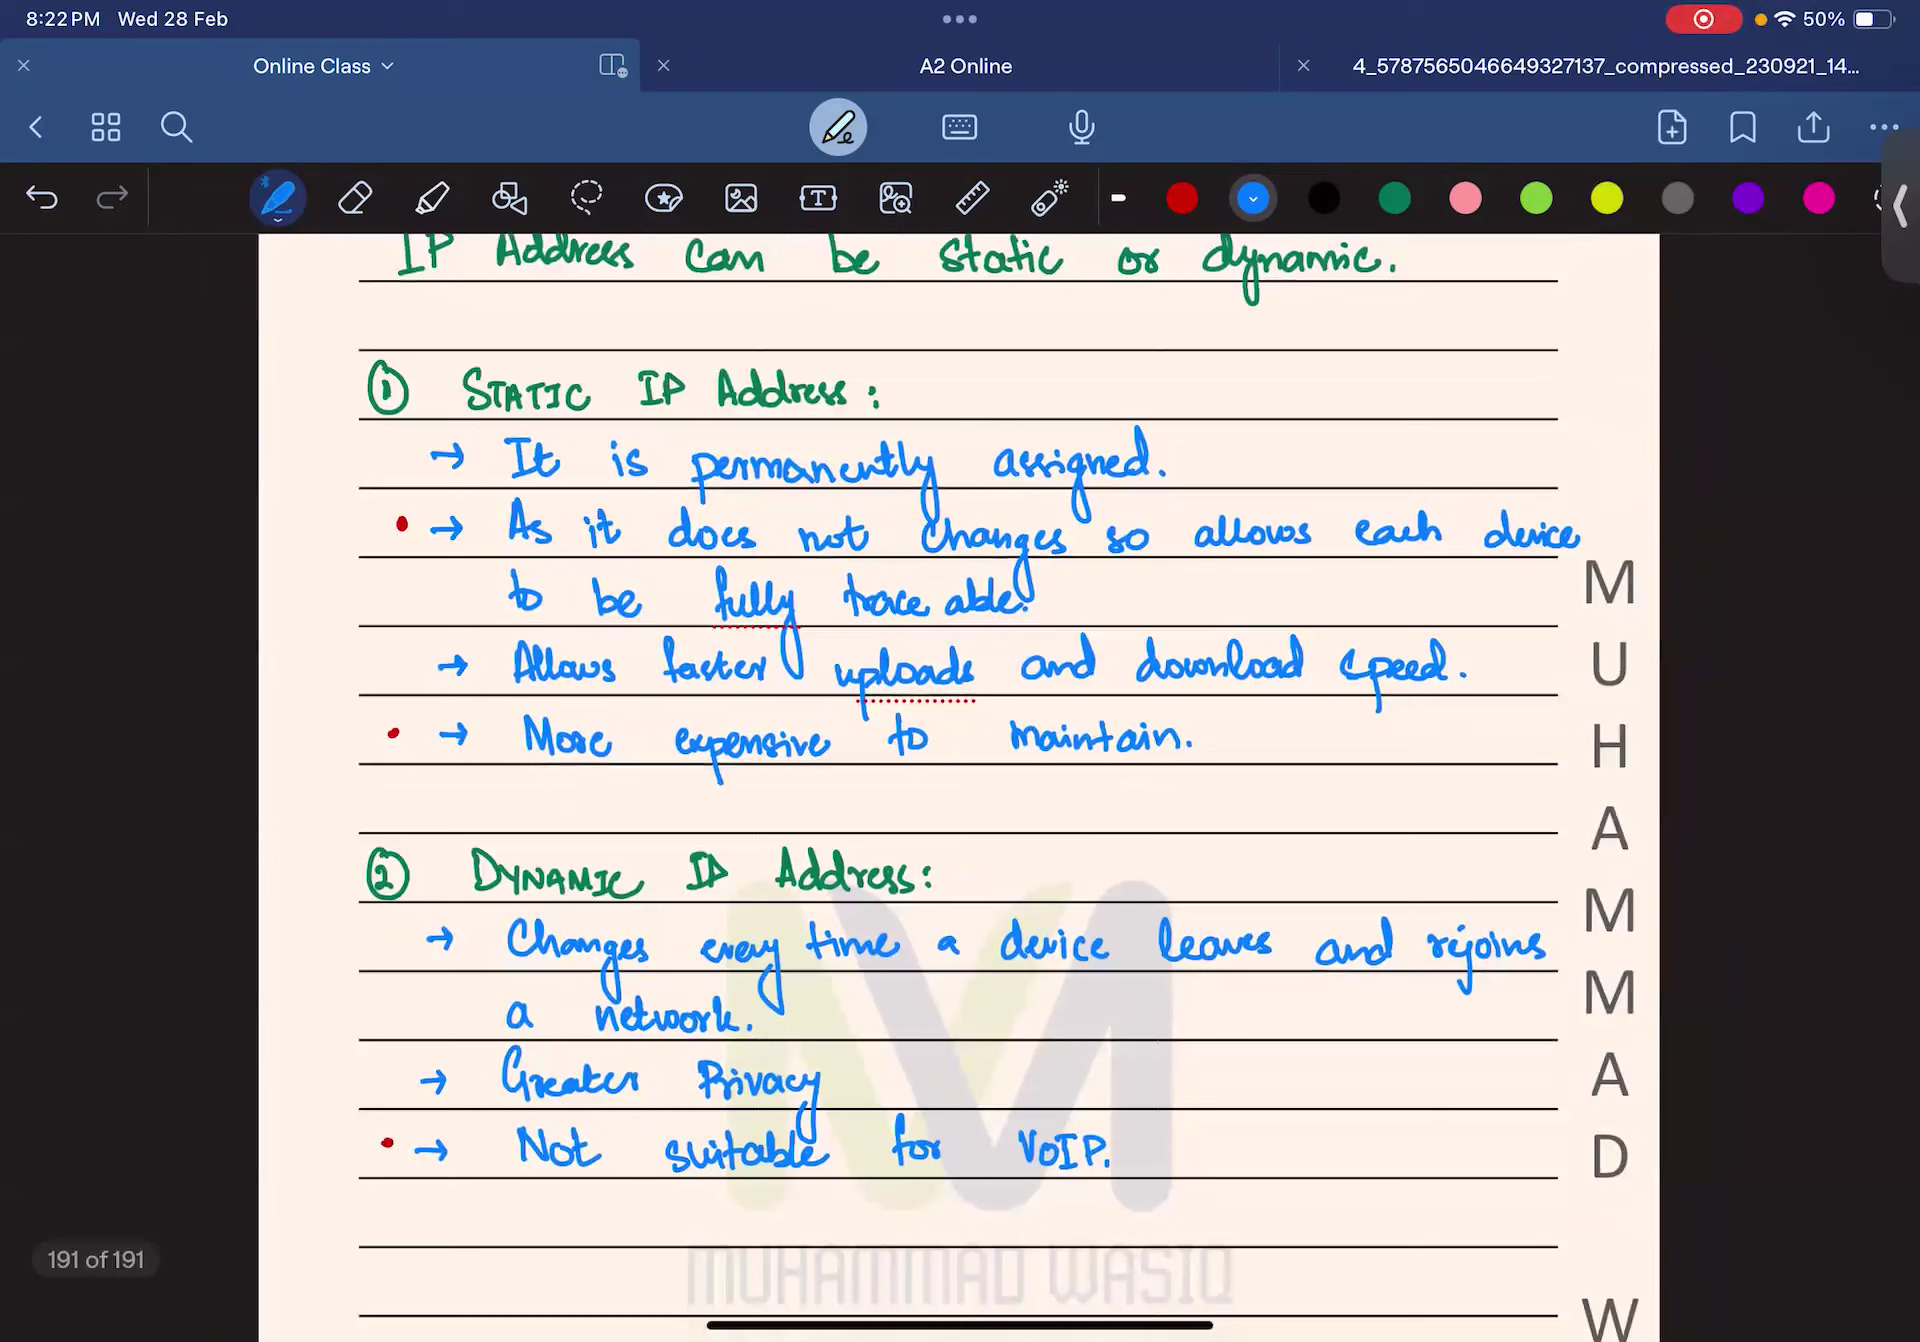 8:22 PM Wed 28 Feb
50%
Online Class
A2 Online
4_5787565046649327137_compressed_230921_14...
IP Address can be static or dynamic.
① STATIC IP Address:
→ It is permanently assigned.
• → As it does not changes so allows each device
to be fully trace able.
→ Allows faster uploads and download speed.
• → More expensive to maintain.
② DYNAMIC IP Address:
→ Changes every time a device leaves and rejoins
a network.
→ Greater Privacy
• → Not suitable for VOIP.
191 of 191
MUHAMMAD WASIQ
MUHAMMAD
W